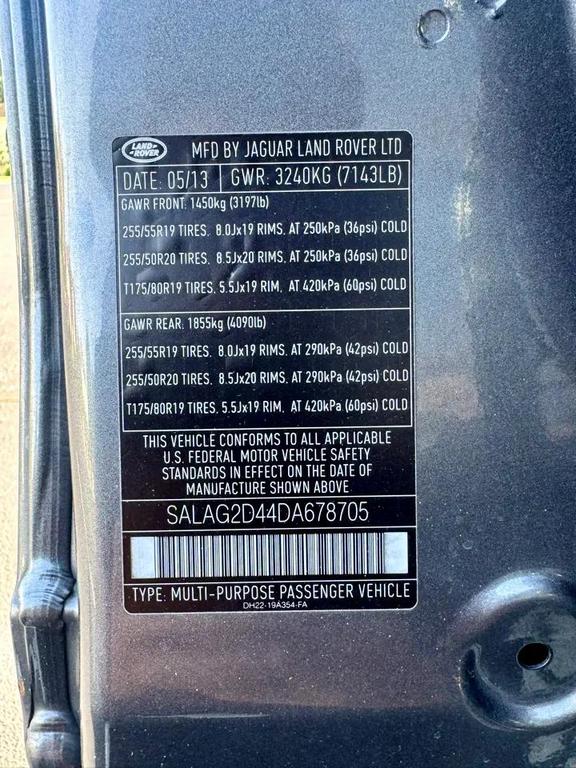 LAND ROVER
MFD BY JAGUAR LAND ROVER LTD
DATE: 05/13 GWR: 3240KG (7143LB)
GAWR FRONT: 1450kg (3197lb)
255/55R19 TIRES. 8.0Jx19 RIMS. AT 250kPa (36psi) COLD
255/50R20 TIRES. 8.5Jx20 RIMS. AT 250kPa (36psi) COLD
T175/80R19 TIRES. 5.5Jx19 RIM. AT 420kPa (60psi) COLD
GAWR REAR: 1855kg (4090lb)
255/55R19 TIRES. 8.0Jx19 RIMS. AT 290kPa (42psi) COLD
255/50R20 TIRES. 8.5Jx20 RIMS. AT 290kPa (42psi) COLD
T175/80R19 TIRES. 5.5Jx19 RIM. AT 420kPa (60psi) COLD
THIS VEHICLE CONFORMS TO ALL APPLICABLE
U.S. FEDERAL MOTOR VEHICLE SAFETY
STANDARDS IN EFFECT ON THE DATE OF
MANUFACTURE SHOWN ABOVE.
SALAG2D44DA678705
TYPE: MULTI-PURPOSE PASSENGER VEHICLE
DH22-19A354-FA